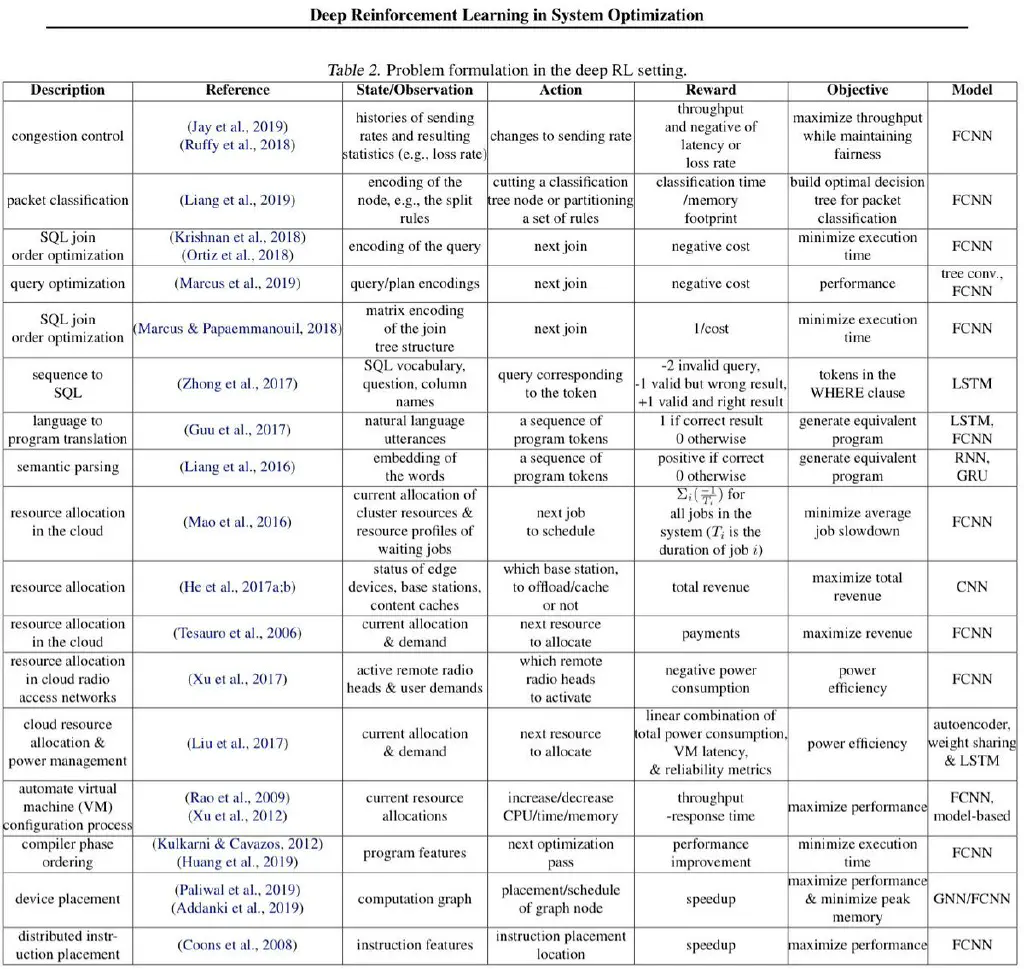 Deep Reinforcement Learning in System Optimization
Table 2. Problem formulation in the deep RL setting.
Description Reference State/Observation Action Reward Objective Model
congestion control
(Jay et al., 2019)
(Ruffy et al., 2018)
histories of sending
rates and resulting
statistics (e.g., loss rate)
changes to sending rate
throughput
and negative of
latency or
loss rate
maximize throughput
while maintaining
fairness
FCNN
packet classification
(Liang et al., 2019)
encoding of the
node, e.g., the split
rules
cutting a classification
tree node or partitioning
a set of rules
classification time
/memory
footprint
build optimal decision
tree for packet
classification
FCNN
SQL join
order optimization
(Krishnan et al., 2018)
(Ortiz et al., 2018)
encoding of the query
next join
negative cost
minimize execution
time
FCNN
query optimization
(Marcus et al., 2019)
query/plan encodings
next join
negative cost
performance
tree conv.,
FCNN
SQL join
order optimization
(Marcus & Papaemmanouil, 2018)
matrix encoding
of the join
tree structure
next join
1/cost
minimize execution
time
FCNN
sequence to
SQL
(Zhong et al., 2017)
SQL vocabulary,
question, column
names
query corresponding
to the token
-2 invalid query,
-1 valid but wrong result,
+1 valid and right result
tokens in the
WHERE clause
LSTM
language to
program translation
(Guu et al., 2017)
natural language
utterances
a sequence of
program tokens
1 if correct result
0 otherwise
generate equivalent
program
LSTM,
FCNN
semantic parsing
(Liang et al., 2016)
embedding of
the words
a sequence of
program tokens
positive if correct
0 otherwise
generate equivalent
program
RNN,
GRU
resource allocation
in the cloud
(Mao et al., 2016)
current allocation of
cluster resources &
resource profiles of
waiting jobs
next job
to schedule
Σi(-1/Ti) for
all jobs in the
system (Ti is the
duration of job i)
minimize average
job slowdown
FCNN
resource allocation
(He et al., 2017a;b)
status of edge
devices, base stations,
content caches
which base station,
to offload/cache
or not
total revenue
maximize total
revenue
CNN
resource allocation
in the cloud
(Tesauro et al., 2006)
current allocation
& demand
next resource
to allocate
payments
maximize revenue
FCNN
resource allocation
in cloud radio
access networks
(Xu et al., 2017)
active remote radio
heads & user demands
which remote
radio heads
to activate
negative power
consumption
power
efficiency
FCNN
cloud resource
allocation &
power management
(Liu et al., 2017)
current allocation
& demand
next resource
to allocate
linear combination of
total power consumption,
VM latency,
& reliability metrics
power efficiency
autoencoder,
weight sharing
& LSTM
automate virtual
machine (VM)
configuration process
(Rao et al., 2009)
(Xu et al., 2012)
current resource
allocations
increase/decrease
CPU/time/memory
throughput
-response time
maximize performance
FCNN,
model-based
compiler phase
ordering
(Kulkarni & Cavazos, 2012)
(Huang et al., 2019)
program features
next optimization
pass
performance
improvement
minimize execution
time
FCNN
device placement
(Paliwal et al., 2019)
(Addanki et al., 2019)
computation graph
placement/schedule
of graph node
speedup
maximize performance
& minimize peak
memory
GNN/FCNN
distributed instr-
uction placement
(Coons et al., 2008)
instruction features
instruction placement
location
speedup
maximize performance
FCNN